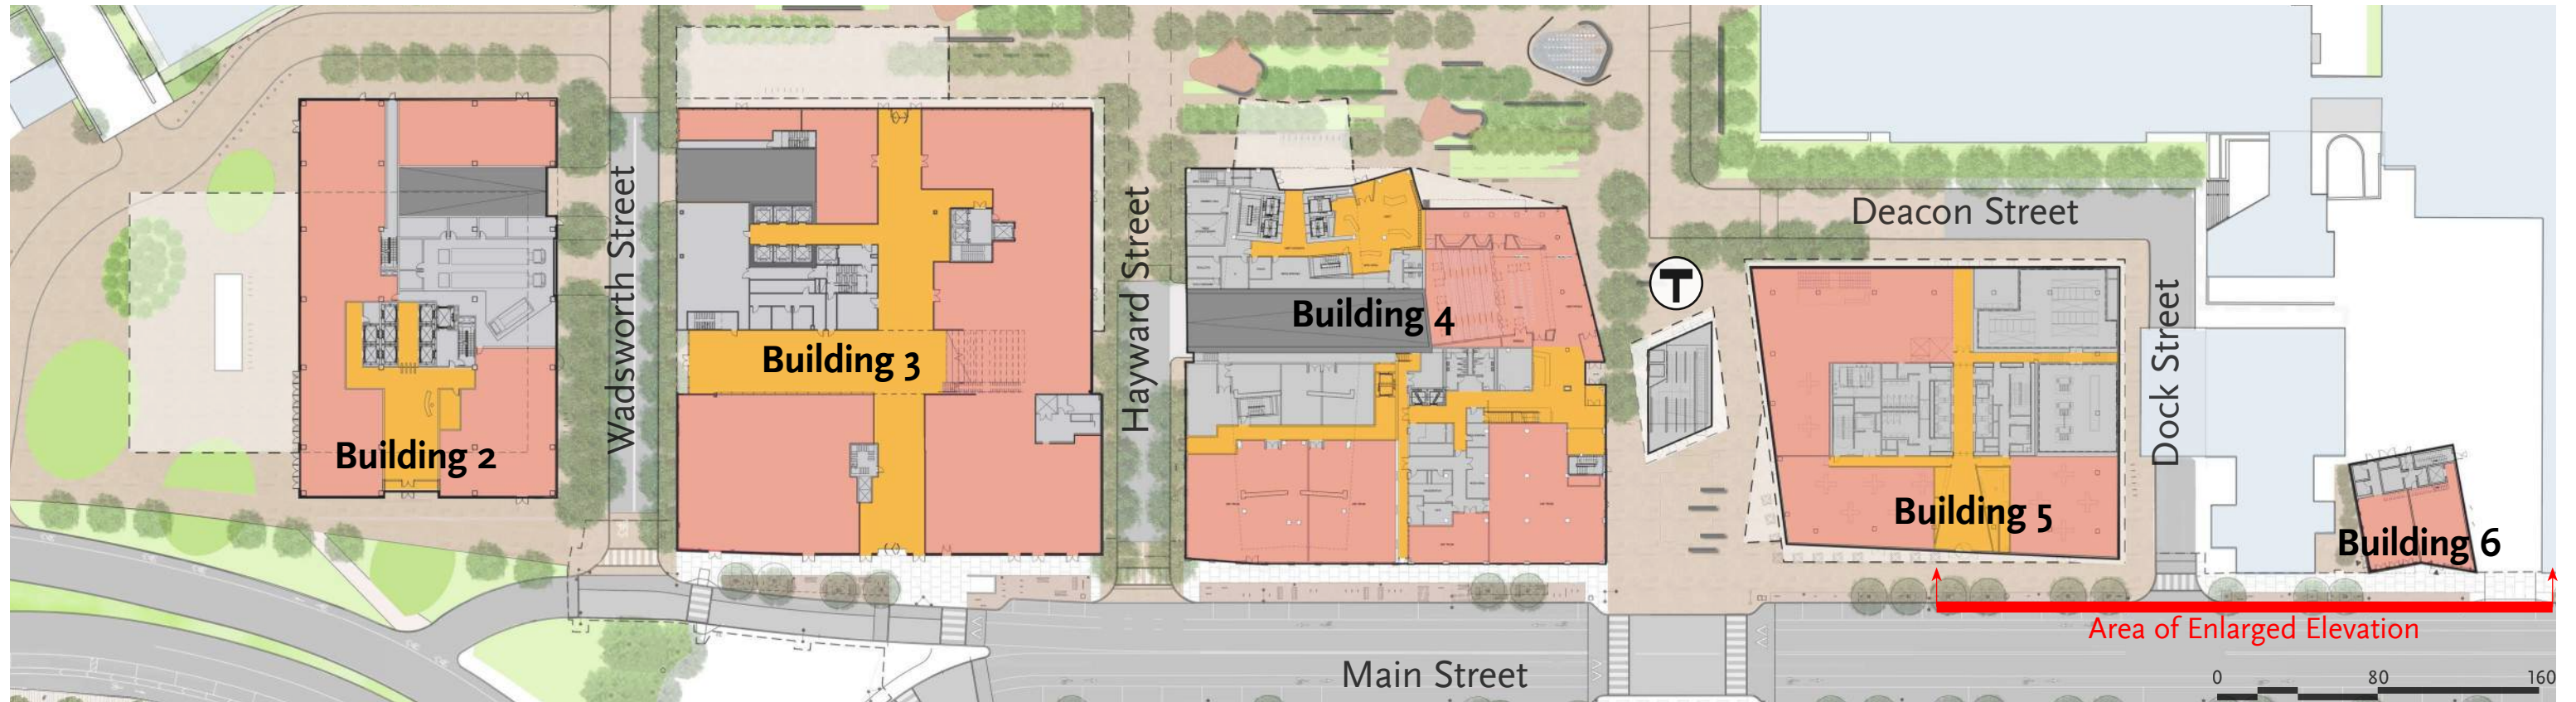 Deacon Street
Wadsworth Street
Hayward Street
T
Dock Street
Building 4
Building 3
Building 2
Building 5
Building 6
Area of Enlarged Elevation
Main Street
0 80 160